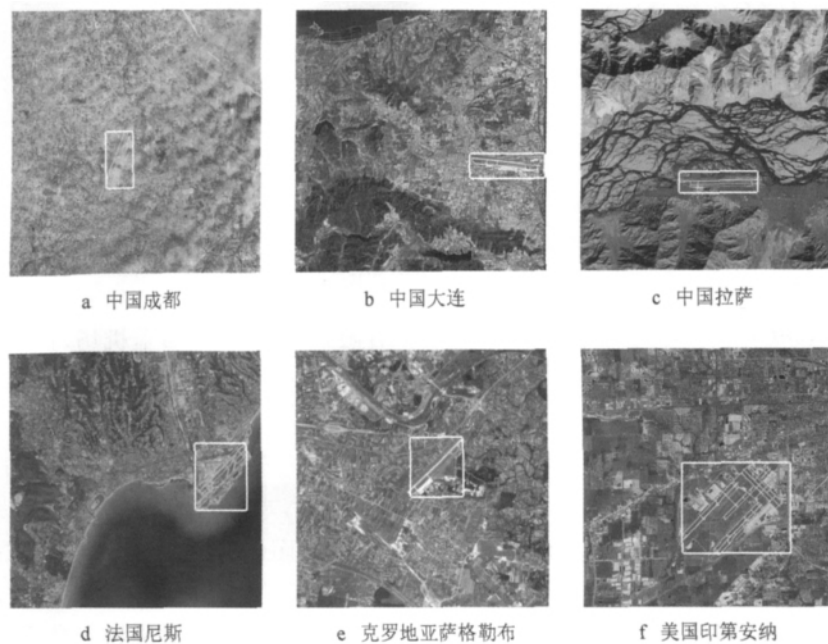 a 中国成都
b 中国大连
c 中国拉萨
d 法国尼斯
e 克罗地亚萨格勒布
f 美国印第安纳